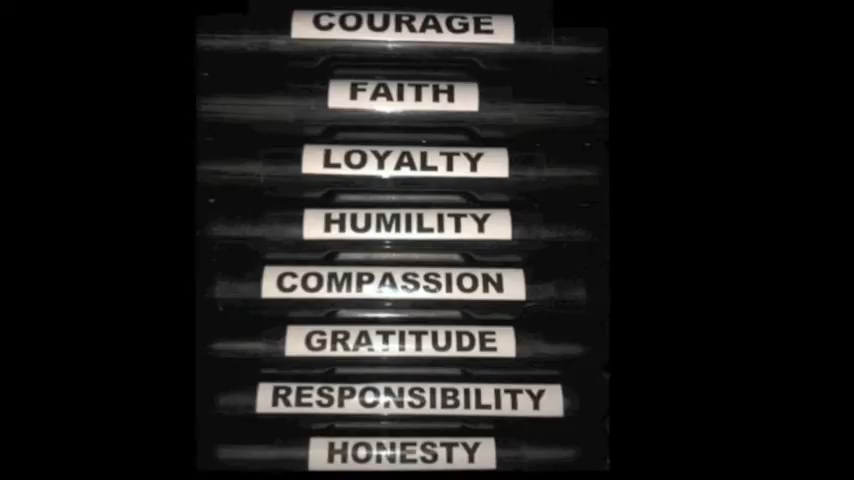 COURAGE
FAITH
LOYALTY
HUMILITY
COMPASSION
GRATITUDE
RESPONSIBILITY
HONESTY